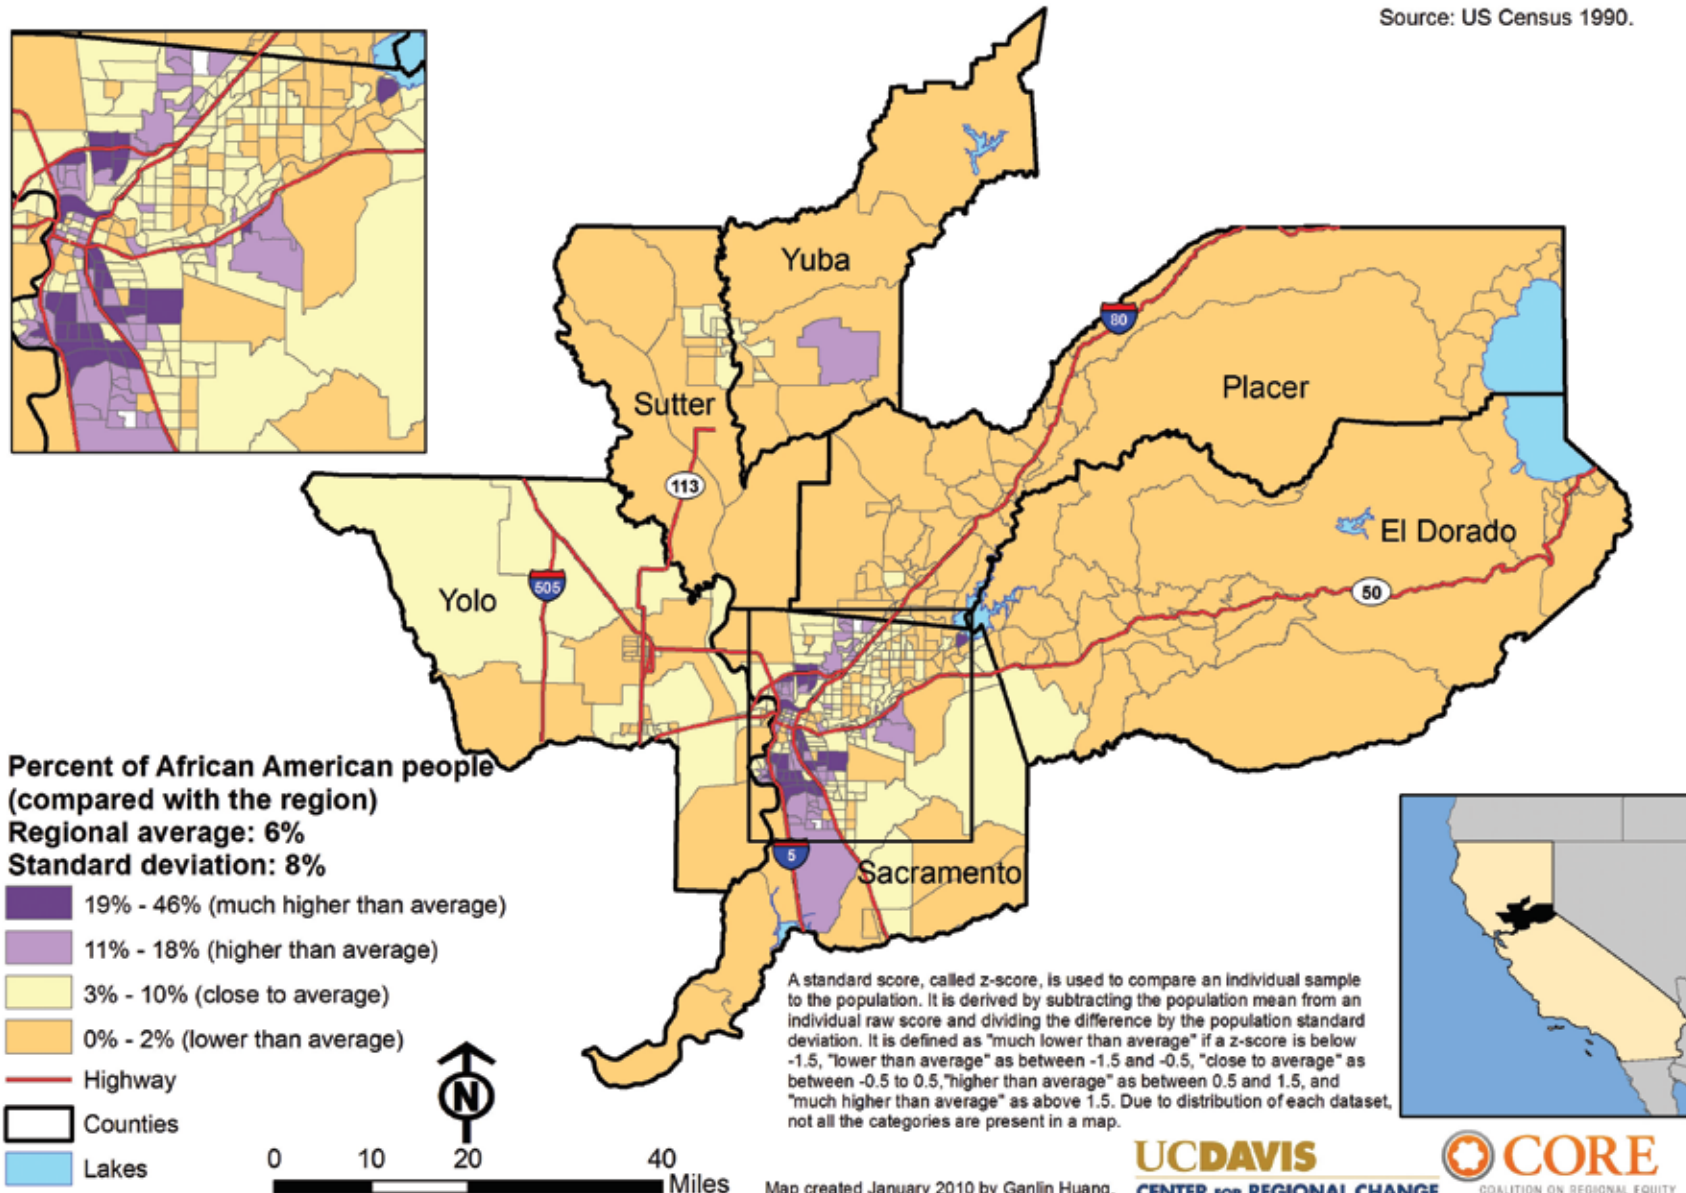 Source: US Census 1990.
Yuba
80
Placer
Sutter
113
El Dorado
505
Yolo
50
Percent of African American people
(compared with the region)
Regional average: 6%
Standard deviation: 8%
19% - 46% (much higher than average)
11% - 18% (higher than average)
3% - 10% (close to average)
0% - 2% (lower than average)
Highway
Counties
Lakes
5
Sacramento
N
0 10 20 40
Miles
A standard score, called z-score, is used to compare an individual sample
to the population. It is derived by subtracting the population mean from an
individual raw score and dividing the difference by the population standard
deviation. It is defined as "much lower than average" if a z-score is below
-1.5, "lower than average" as between -1.5 and -0.5, "close to average" as
between -0.5 to 0.5,"higher than average" as between 0.5 and 1.5, and
"much higher than average" as above 1.5. Due to distribution of each dataset,
not all the categories are present in a map.
Map created January 2010 by Ganlin Huang.
UCDAVIS
CENTER FOR REGIONAL CHANGE
CORE
COALITION ON REGIONAL EQUITY